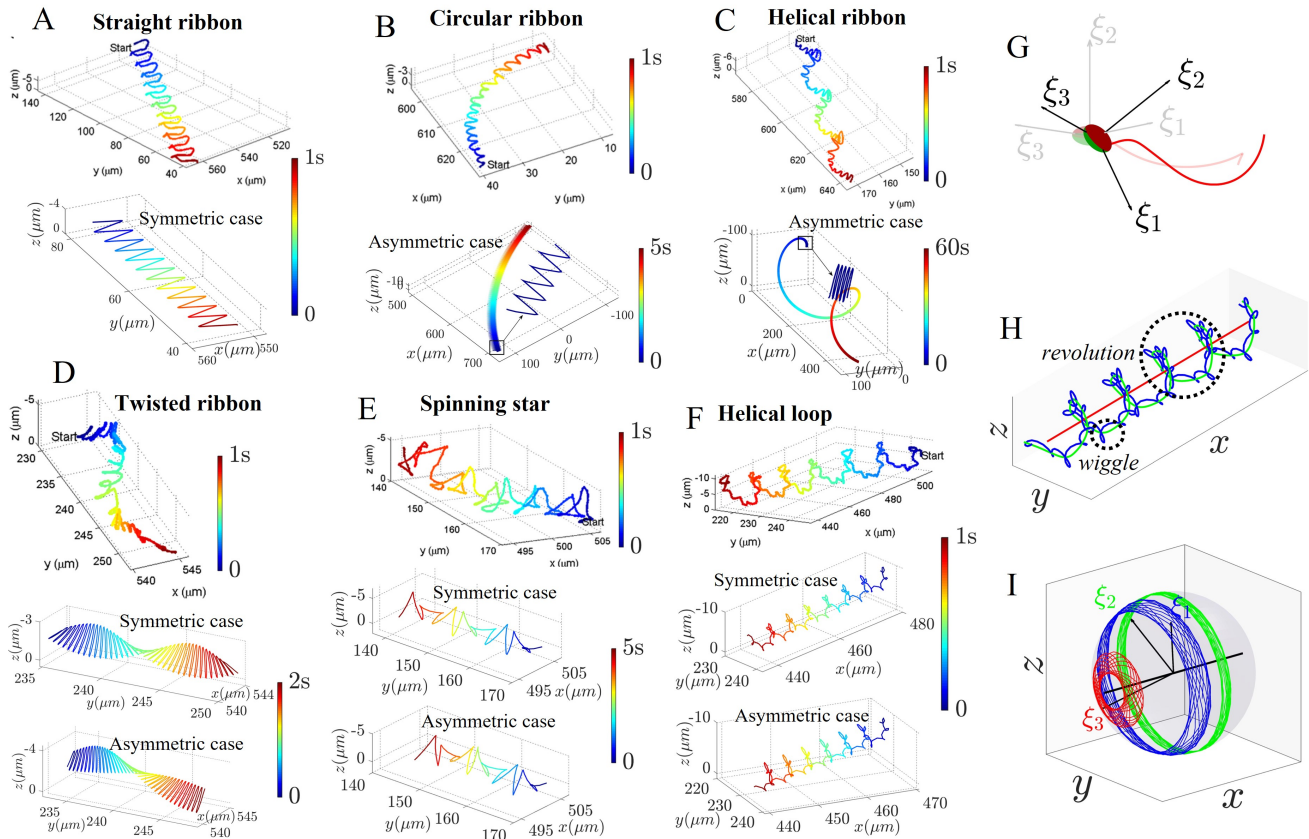 A
Straight ribbon
Start
z (μm)
-5
0
140
120
100
80
60
40
y (μm)
560
540
520
x (μm)
1s
0
Symmetric case
z(μm)
-4
0
80
60
40
y(μm)
560
550
x(μm)
B
Circular ribbon
z (μm)
-3
0
600
610
620
x (μm)
Start
40
30
20
10
y (μm)
1s
0
Asymmetric case
z(μm)
-10
0
500
600
700
x(μm)
100
0
-100
y(μm)
5s
0
C
Helical ribbon
Start
z (μm)
-6
0
580
600
620
640
x (μm)
170
160
150
y (μm)
1s
0
Asymmetric case
z(μm)
-100
0
0
200
400
x(μm)
100
0
y(μm)
60s
0
D
Twisted ribbon
z (μm)
-5
0
Start
230
235
240
245
250
y (μm)
540
545
x (μm)
1s
0
Symmetric case
z(μm)
-3
0
235
240
245
250
y(μm)
x(μm)
544
540
Asymmetric case
z(μm)
-4
0
235
240
245
y(μm)
x(μm)
545
540
2s
0
E
Spinning star
z (μm)
-5
0
140
150
160
170
y (μm)
Start
495
500
505
x (μm)
1s
0
Symmetric case
z(μm)
-5
0
140
150
160
170
y(μm)
505
495
x(μm)
Asymmetric case
z(μm)
-5
0
140
150
160
170
y(μm)
505
495
x(μm)
5s
0
F
Helical loop
z (μm)
-10
-5
0
Start
220
230
240
y (μm)
440
460
480
500
x (μm)
Symmetric case
z(μm)
-10
0
230
240
y(μm)
440
460
480
x(μm)
Asymmetric case
z(μm)
-10
0
220
230
240
y(μm)
440
450
460
470
x(μm)
1s
0
G
ξ2
ξ3
ξ2
ξ3
ξ1
ξ1
H
revolution
wiggle
z
y
x
I
ξ2
ξ1
ξ3
z
y
x